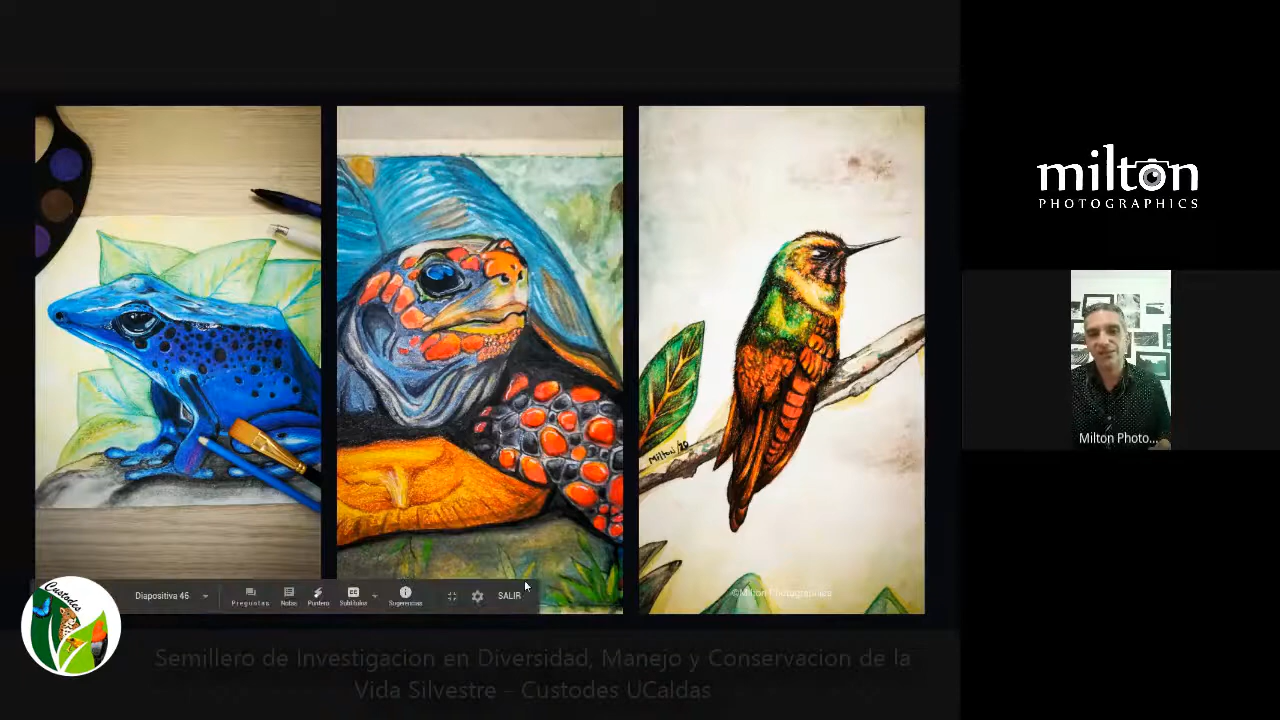 milton
PHOTOGRAPHICS
Milton Photo...
Milton '20
©Milton Photographics
Custodes
Diapositiva 46
Preguntas
Notas
Puntero
Subtítulos
Sugerencias
SALIR
Semillero de Investigacion en Diversidad, Manejo y Conservacion de la
Vida Silvestre - Custodes UCaldas